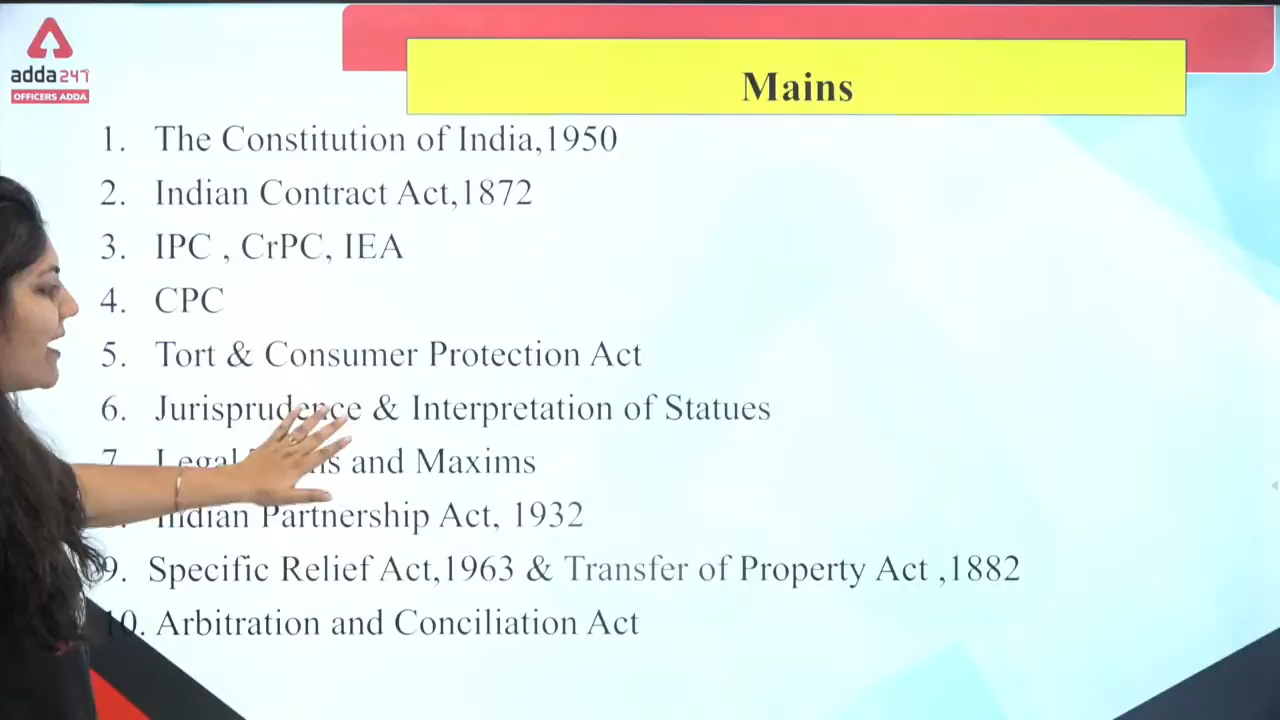 adda247
OFFICERS ADDA
Mains
1. The Constitution of India,1950
2. Indian Contract Act,1872
3. IPC , CrPC, IEA
4. CPC
5. Tort & Consumer Protection Act
6. Jurisprudence & Interpretation of Statues
7. Legal and Maxims
Indian Partnership Act, 1932
9. Specific Relief Act,1963 & Transfer of Property Act ,1882
10. Arbitration and Conciliation Act